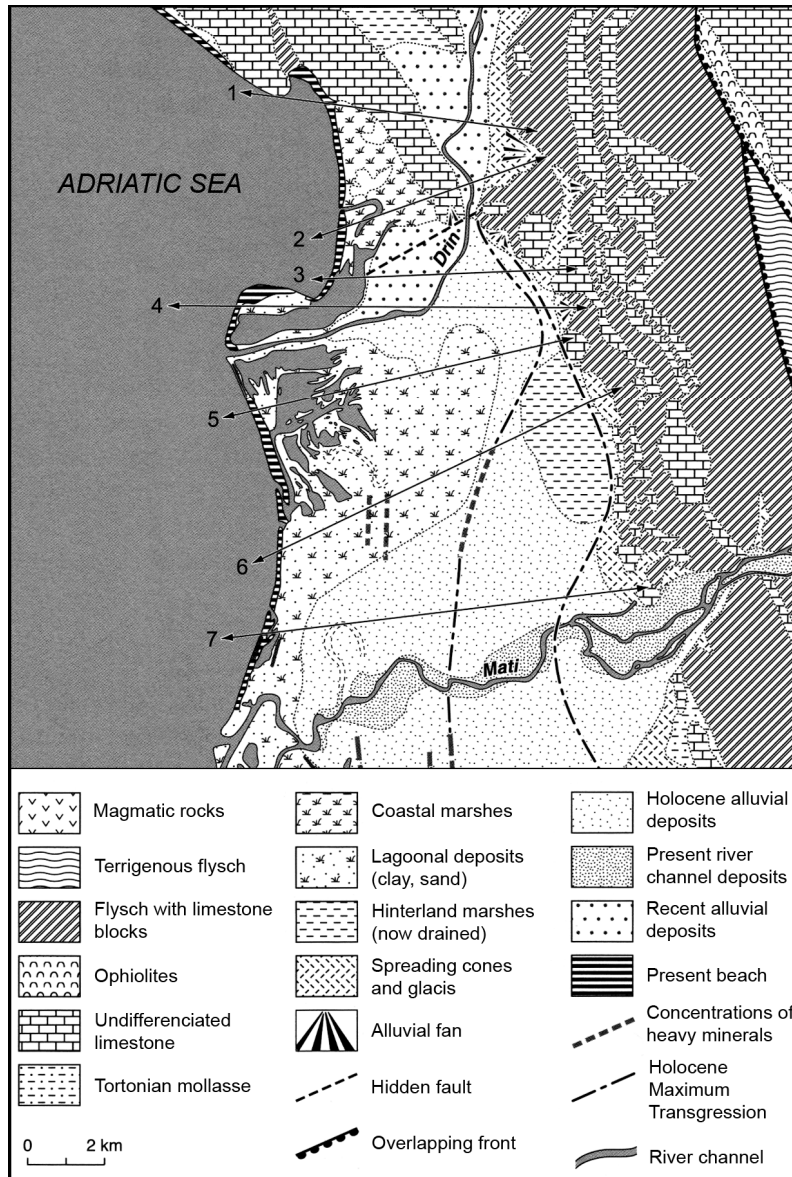 1
ADRIATIC SEA
2
Drin
3
4
5
6
7
Mati
Magmatic rocks
Terrigenous flysch
Flysch with limestone
blocks
Ophiolites
Undifferenciated
limestone
Tortonian mollasse
0 2 km
Coastal marshes
Lagoonal deposits
(clay, sand)
Hinterland marshes
(now drained)
Spreading cones
and glacis
Alluvial fan
Hidden fault
Overlapping front
Holocene alluvial
deposits
Present river
channel deposits
Recent alluvial
deposits
Present beach
Concentrations of
heavy minerals
Holocene
Maximum
Transgression
River channel